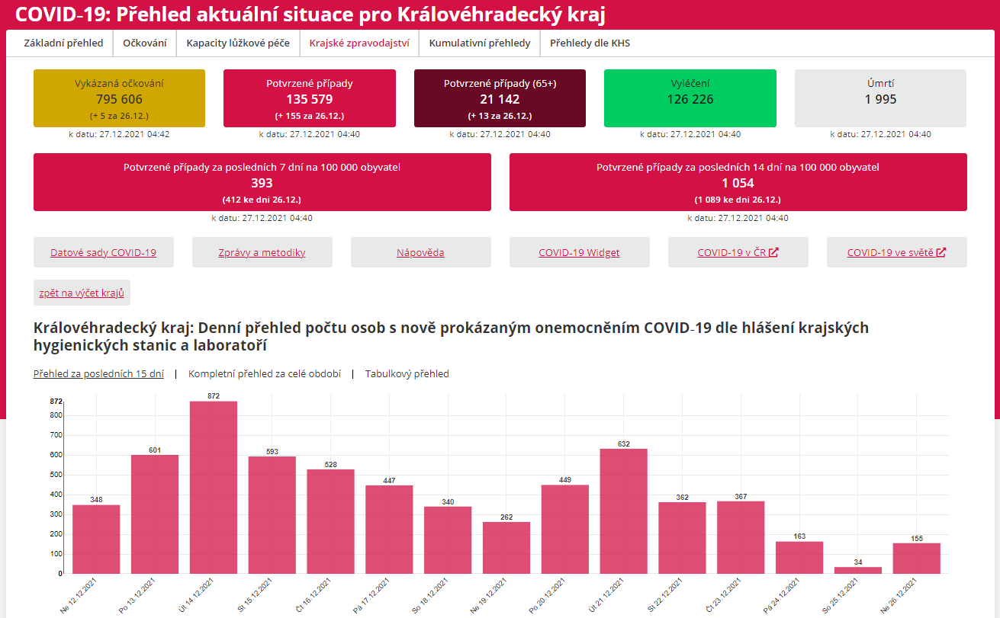 COVID-19: Přehled aktuální situace pro Královéhradecký kraj
Základní přehled
Očkování
Kapacity lůžkové péče
Krajské zpravodajství
Kumulativní přehledy
Přehledy dle KHS
Vykázaná očkování
795 606
(+ 5 za 26.12.)
k datu: 27.12.2021 04:42
Potvrzené případy
135 579
(+ 155 za 26.12.)
k datu: 27.12.2021 04:40
Potvrzené případy (65+)
21 142
(+ 13 za 26.12.)
k datu: 27.12.2021 04:40
Vyléčení
126 226
k datu: 27.12.2021 04:40
Úmrtí
1 995
k datu: 27.12.2021 04:40
Potvrzené případy za posledních 7 dní na 100 000 obyvatel
393
(412 ke dni 26.12.)
k datu: 27.12.2021 04:40
Potvrzené případy za posledních 14 dní na 100 000 obyvatel
1 054
(1 089 ke dni 26.12.)
k datu: 27.12.2021 04:40
Datové sady COVID-19
Zprávy a metodiky
Nápověda
COVID-19 Widget
COVID-19 v ČR
COVID-19 ve světě
zpět na výčet krajů
Královéhradecký kraj: Denní přehled počtu osob s nově prokázaným onemocněním COVID-19 dle hlášení krajských
hygienických stanic a laboratoří
Přehled za posledních 15 dní | Kompletní přehled za celé období | Tabulkový přehled
872
800
700
600
500
400
300
200
100
0
348
601
872
593
528
447
340
262
449
632
362
367
163
34
155
Ne 12.12.2021
Po 13.12.2021
Út 14.12.2021
St 15.12.2021
Čt 16.12.2021
Pá 17.12.2021
So 18.12.2021
Ne 19.12.2021
Po 20.12.2021
Út 21.12.2021
St 22.12.2021
Čt 23.12.2021
Pá 24.12.2021
So 25.12.2021
Ne 26.12.2021